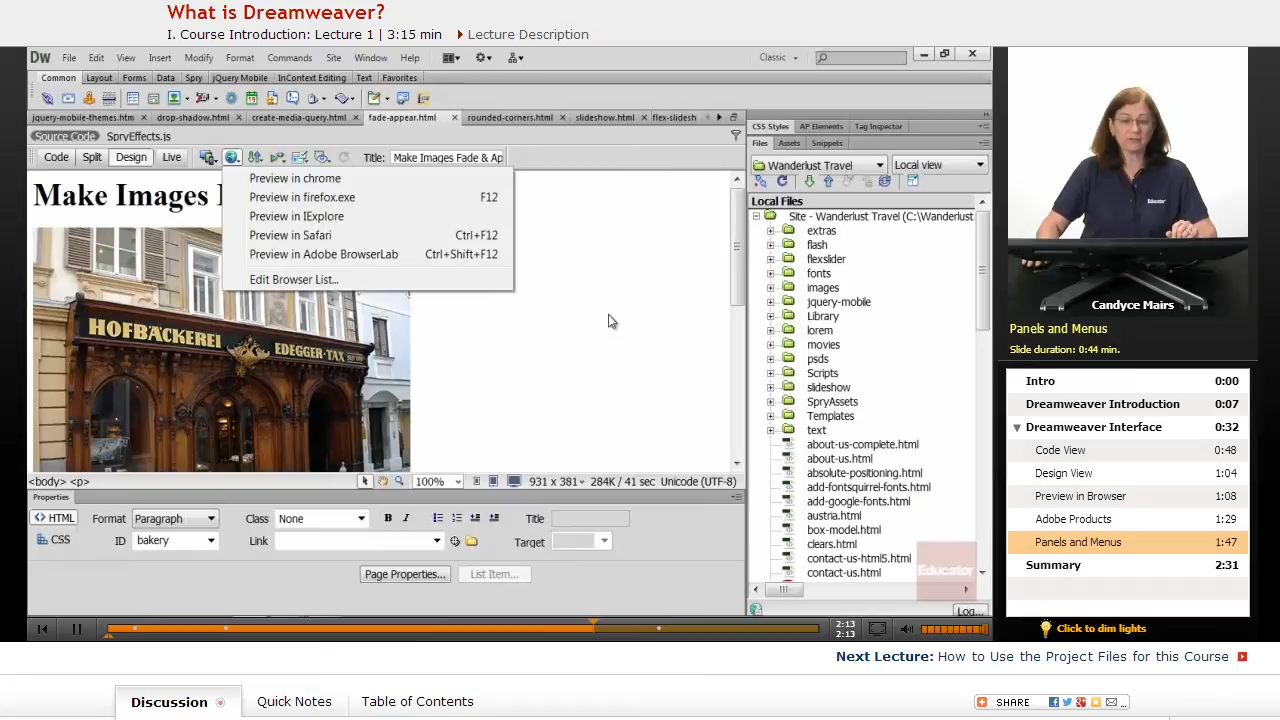 What is Dreamweaver?
I. Course Introduction: Lecture 1 | 3:15 min
Lecture Description
Dw File Edit View Insert Modify Format Commands Site Window Help Classic
Common Layout Forms Data Spry jQuery Mobile InContext Editing Text Favorites
jquery-mobile-themes.htm drop-shadow.html create-media-query.html fade-appear.html rounded-corners.html slideshow.html flex-slidesh
Source Code SpryEffects.js
Code Split Design Live Title: Make Images Fade & Ap
Preview in chrome
Preview in firefox.exe F12
Preview in IExplore
Preview in Safari Ctrl+F12
Preview in Adobe BrowserLab Ctrl+Shift+F12
Edit Browser List...
Make Images
HOFBÄCKEREI EDEGGER-TAX
<body> <p> 100% 931 x 381 284K / 41 sec Unicode (UTF-8)
Properties
HTML Format Paragraph Class None B I Title
CSS ID bakery Link Target
Page Properties... List Item...
CSS Styles AP Elements Tag Inspector
Files Assets Snippets
Wanderlust Travel Local view
Local Files
Site - Wanderlust Travel (C:\Wanderlust
extras
flash
flexslider
fonts
images
jquery-mobile
Library
lorem
movies
psds
Scripts
slideshow
SpryAssets
Templates
text
about-us-complete.html
about-us.html
absolute-positioning.html
add-fontsquirrel-fonts.html
add-google-fonts.html
austria.html
box-model.html
clears.html
contact-us-html5.html
contact-us.html
Educator
Log...
Educator
Candyce Mairs
Panels and Menus
Slide duration: 0:44 min.
Intro 0:00
Dreamweaver Introduction 0:07
Dreamweaver Interface 0:32
Code View 0:48
Design View 1:04
Preview in Browser 1:08
Adobe Products 1:29
Panels and Menus 1:47
Summary 2:31
2:13
2:13
Click to dim lights
Next Lecture: How to Use the Project Files for this Course
Discussion Quick Notes Table of Contents
SHARE